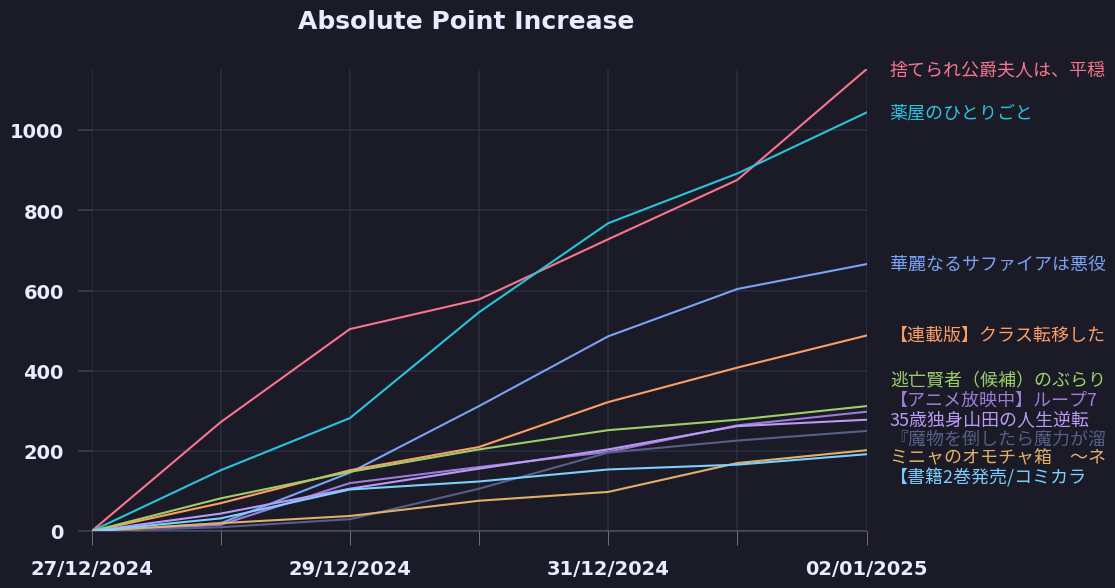 Absolute Point Increase
捨てられ公爵夫人は、平穏
薬屋のひとりごと
華麗なるサファイアは悪役
【連載版】クラス転移した
逃亡賢者（候補）のぶらり
【アニメ放映中】ループ7
35歳独身山田の人生逆転
『魔物を倒したら魔力が溜
ミニャのオモチャ箱　～ネ
【書籍2巻発売/コミカラ
1000
800
600
400
200
0
27/12/2024
29/12/2024
31/12/2024
02/01/2025